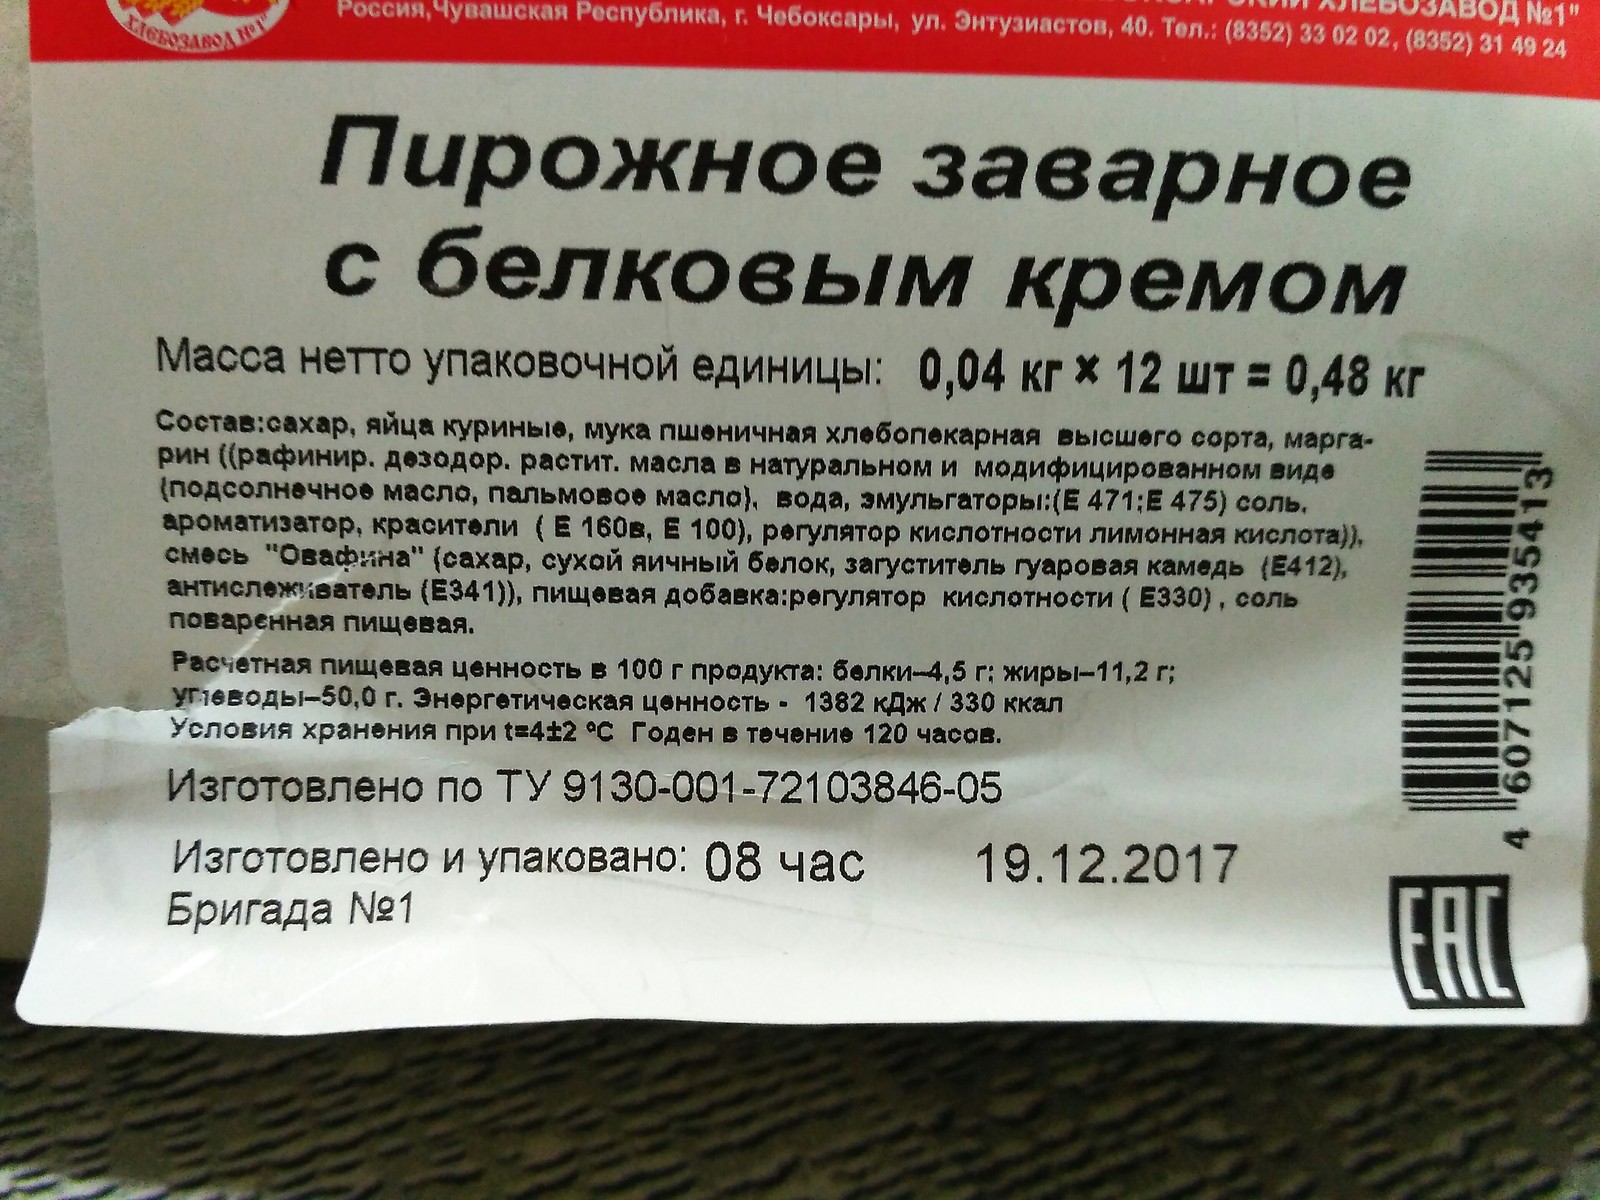 ХЛЕБОЗАВОД №1
ХЛЕБОЗАВОД №1"
Россия,Чувашская Республика, г. Чебоксары, ул. Энтузиастов, 40. Тел.: (8352) 33 02 02, (8352) 31 49 24
Пирожное заварное
с белковым кремом
Масса нетто упаковочной единицы: 0,04 кг × 12 шт = 0,48 кг
Состав:сахар, яйца куриные, мука пшеничная хлебопекарная высшего сорта, марга-
рин ((рафинир. дезодор. растит. масла в натуральном и модифицированном виде
(подсолнечное масло, пальмовое масло), вода, эмульгаторы:(Е 471;Е 475) соль,
ароматизатор, красители ( Е 160в, Е 100), регулятор кислотности лимонная кислота)),
смесь "Овафина" (сахар, сухой яичный белок, загуститель гуаровая камедь (Е412),
антислеживатель (Е341)), пищевая добавка:регулятор кислотности ( Е330) , соль
поваренная пищевая.
Расчетная пищевая ценность в 100 г продукта: белки–4,5 г; жиры–11,2 г;
углеводы–50,0 г. Энергетическая ценность - 1382 кДж / 330 ккал
Условия хранения при t=4±2 ºС Годен в течение 120 часов.
Изготовлено по ТУ 9130-001-72103846-05
Изготовлено и упаковано: 08 час 19.12.2017
Бригада №1
4 607125 935413
ЕАС